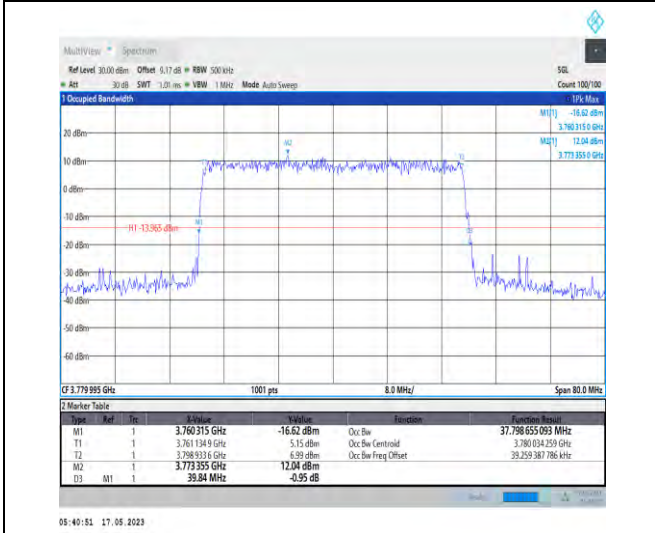 MultiView Spectrum
Ref Level 30.00 dBm Offset 9.17 dB RBW 500 kHz SGL
Att 30 dB SWT 1.01 ms VBW 1 MHz Mode Auto Sweep Count 100/100
1 Occupied Bandwidth 1Pk Max
M1[1] -16.62 dBm
3.760 315 0 GHz
M2[1] 12.04 dBm
3.773 355 0 GHz
20 dBm
M2
10 dBm
T1
0 dBm
-10 dBm
H1 -13.965 dBm
M1
D3
-20 dBm
-30 dBm
-40 dBm
-50 dBm
-60 dBm
CF 3.779 995 GHz 1001 pts 8.0 MHz/ Span 80.0 MHz
2 Marker Table
Type Ref Trc X-Value Y-Value Function Function Result
M1 1 3.760 315 GHz -16.62 dBm Occ Bw 37.798 655 093 MHz
T1 1 3.761 134 9 GHz 5.15 dBm Occ Bw Centroid 3.780 034 259 GHz
T2 1 3.798 933 6 GHz 6.99 dBm Occ Bw Freq Offset 39.259 387 786 kHz
M2 1 3.773 355 GHz 12.04 dBm
D3 M1 1 39.84 MHz -0.95 dB
05:40:51 17.05.2023